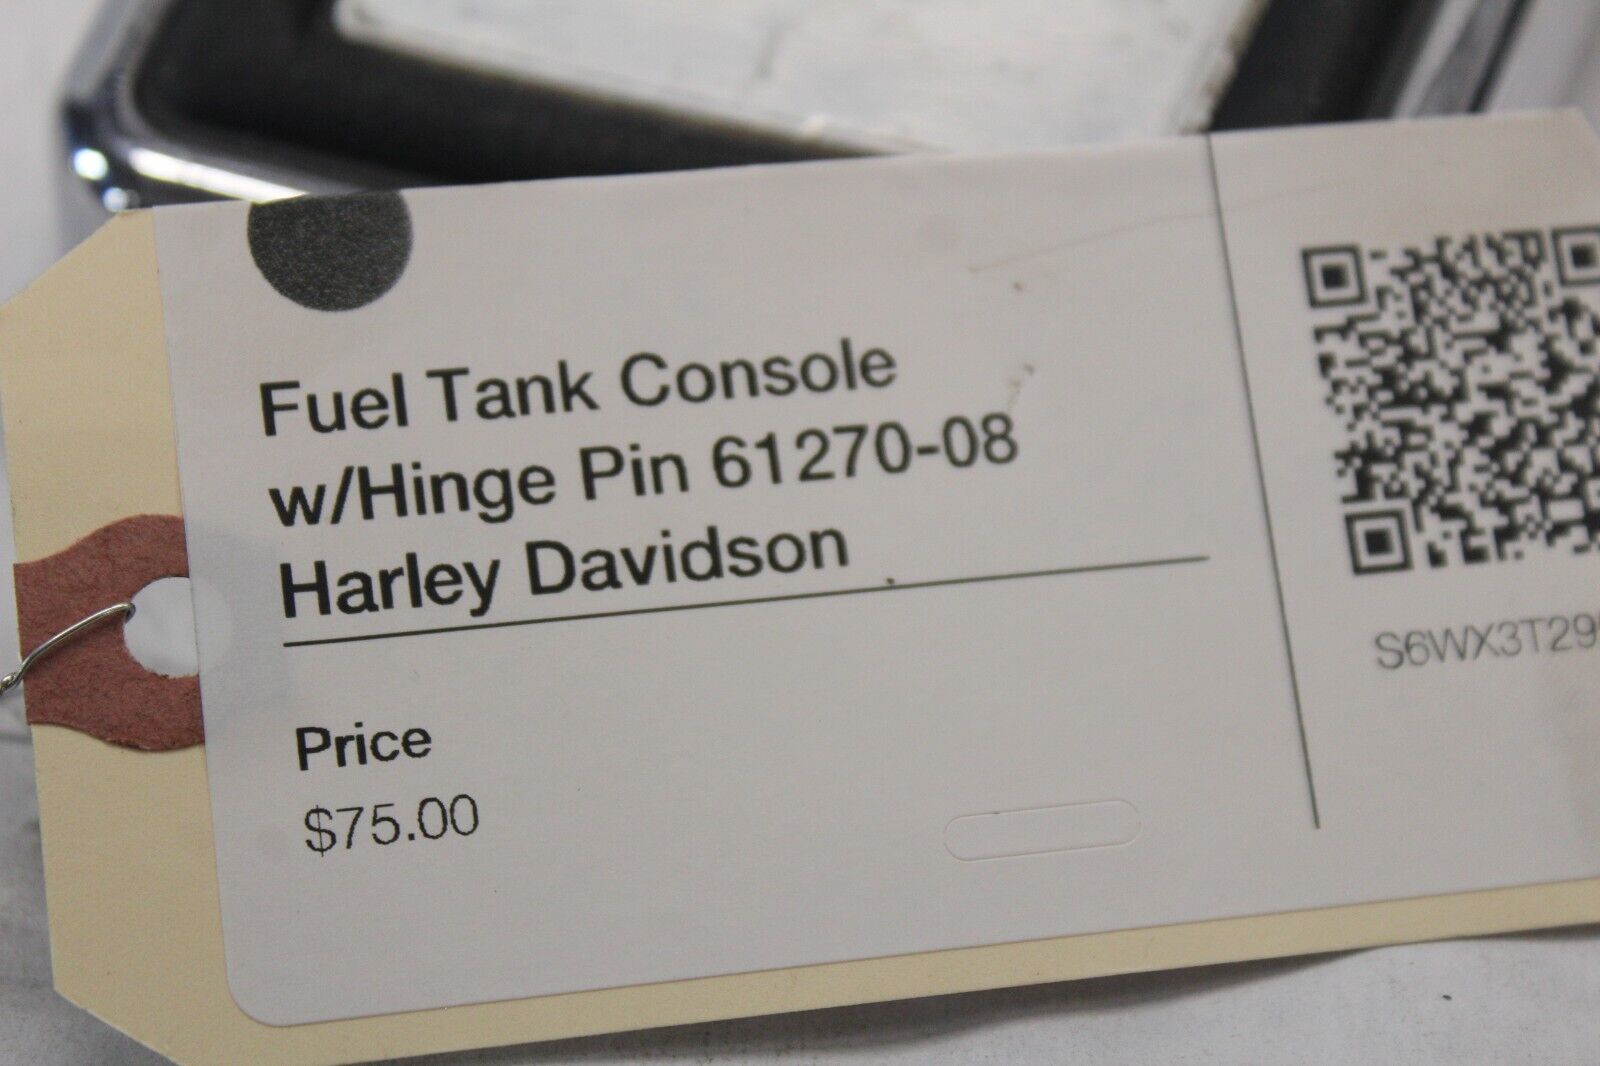 Fuel Tank Console
w/Hinge Pin 61270-08
Harley Davidson
Price
$75.00